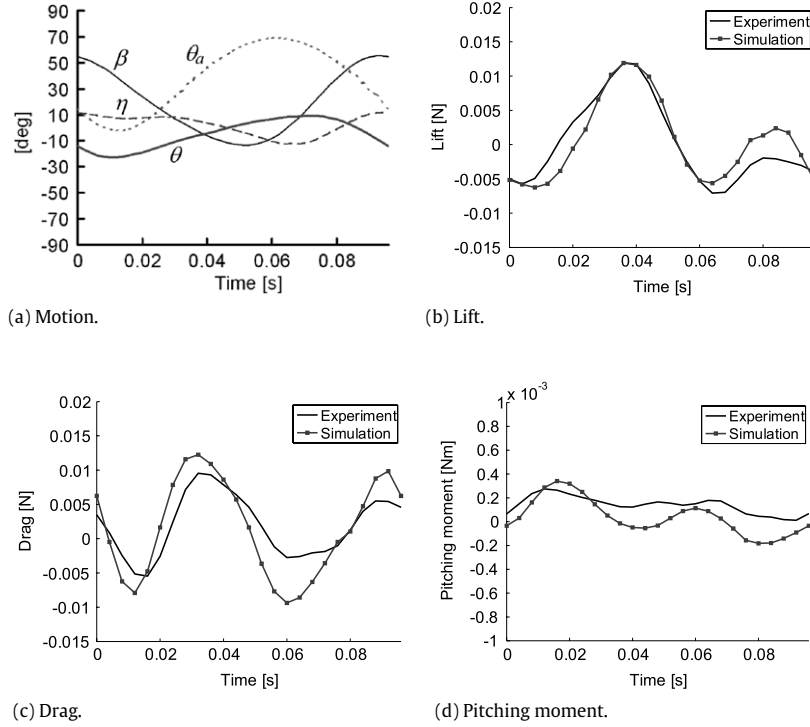 90
70
50
30
10
-10
-30
-50
-70
-90
[deg]
β
θa
η
θ
0
0.02
0.04
0.06
0.08
Time [s]
(a) Motion.
0.02
0.015
0.01
0.005
0
-0.005
-0.01
-0.015
Lift [N]
Experiment
Simulation
0
0.02
0.04
0.06
0.08
Time [s]
(b) Lift.
0.02
0.015
0.01
0.005
0
-0.005
-0.01
-0.015
Drag [N]
Experiment
Simulation
0
0.02
0.04
0.06
0.08
Time [s]
(c) Drag.
1 x 10-3
0.8
0.6
0.4
0.2
0
-0.2
-0.4
-0.6
-0.8
-1
Pitching moment [Nm]
Experiment
Simulation
0
0.02
0.04
0.06
0.08
Time [s]
(d) Pitching moment.